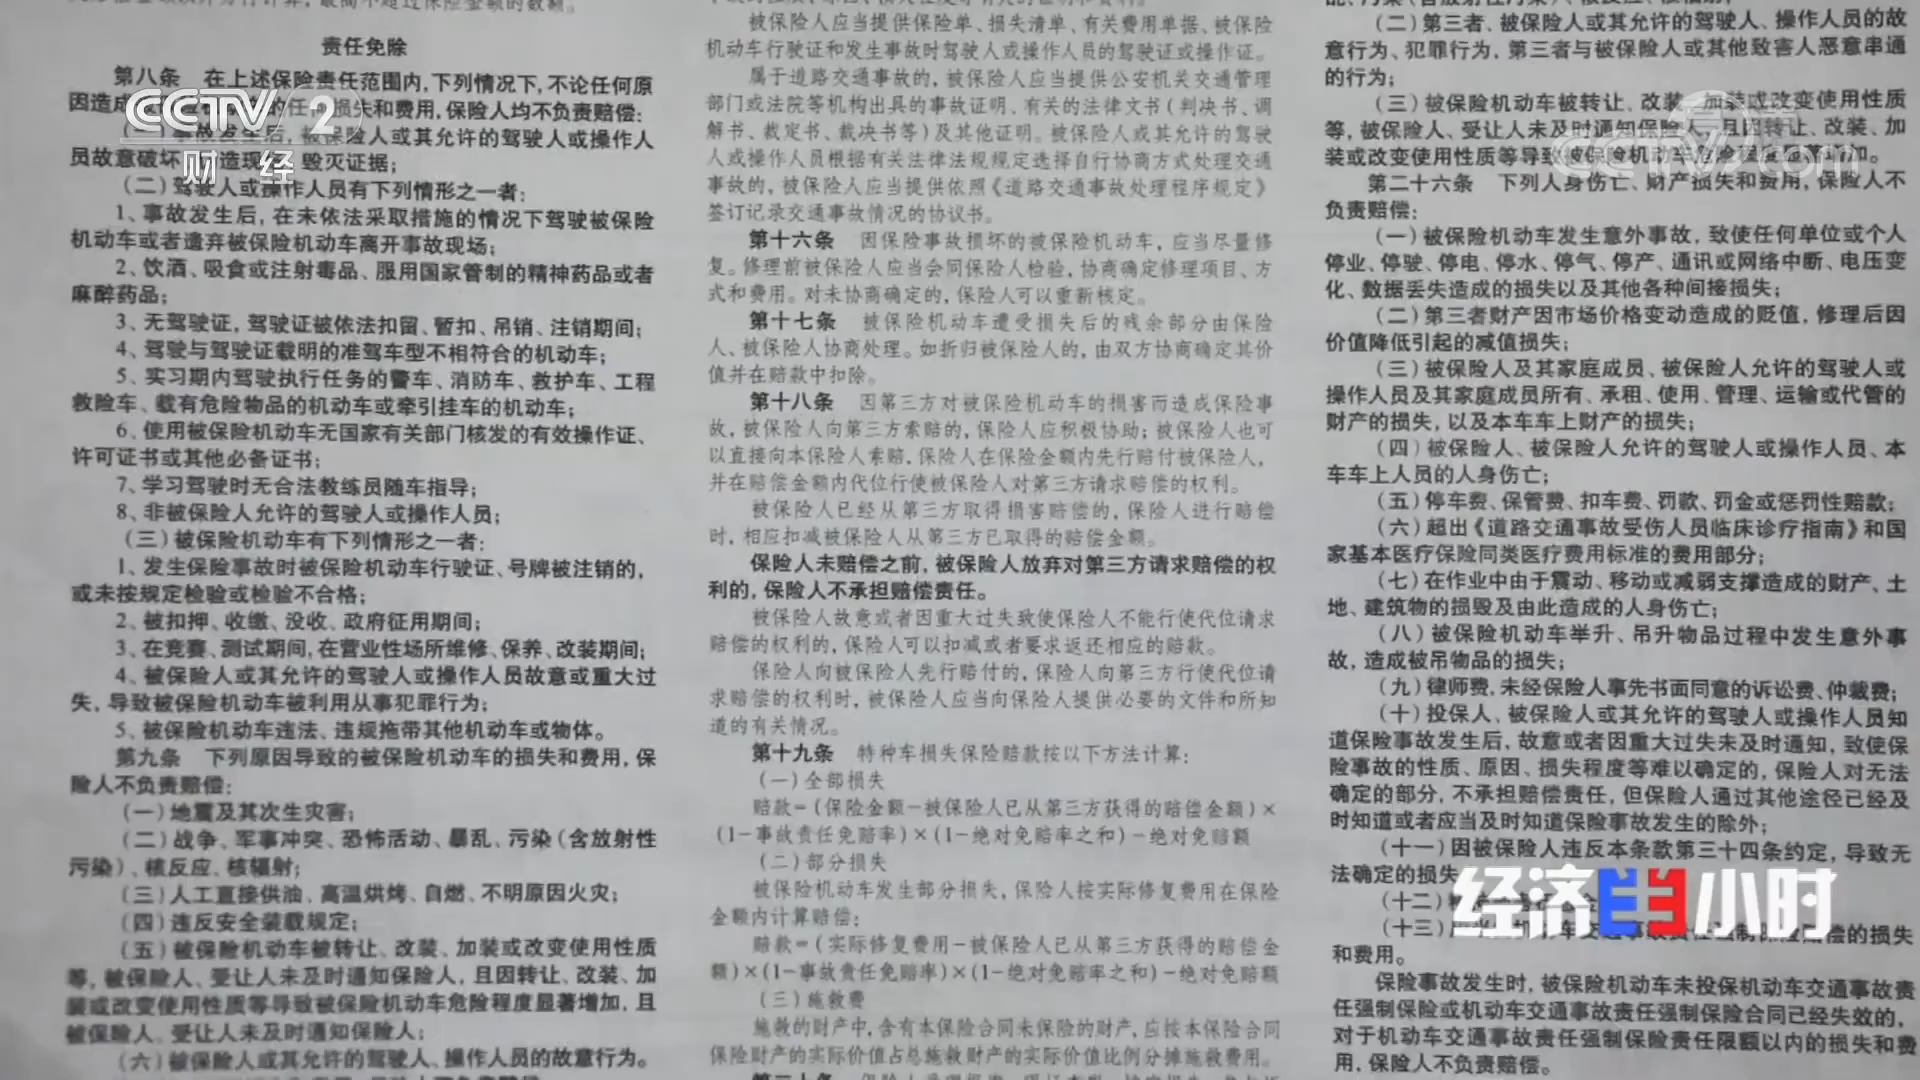 责任免除
第八条 在上述保险责任范围内,下列情况下,不论任何原
因造成 的任 损失和费用,保险人均不负责赔偿:
事故发生后,被保险人或其允许的驾驶人或操作人
员故意破坏 造现 毁灭证据;
(二)驾驶人或操作人员有下列情形之一者:
1、事故发生后,在未依法采取措施的情况下驾驶被保险
机动车或者遗弃被保险机动车离开事故现场;
2、饮酒、吸食或注射毒品、服用国家管制的精神药品或者
麻醉药品;
3、无驾驶证,驾驶证被依法扣留、暂扣、吊销、注销期间;
4、驾驶与驾驶证载明的准驾车型不相符合的机动车;
5、实习期内驾驶执行任务的警车、消防车、救护车、工程
救险车、载有危险物品的机动车或牵引挂车的机动车;
6、使用被保险机动车无国家有关部门核发的有效操作证、
许可证书或其他必备证书;
7、学习驾驶时无合法教练员随车指导;
8、非被保险人允许的驾驶人或操作人员;
(三)被保险机动车有下列情形之一者:
1、发生保险事故时被保险机动车行驶证、号牌被注销的,
或未按规定检验或检验不合格;
2、被扣押、收缴、没收、政府征用期间;
3、在竞赛、测试期间,在营业性场所维修、保养、改装期间;
4、被保险人或其允许的驾驶人或操作人员故意或重大过
失,导致被保险机动车被利用从事犯罪行为;
5、被保险机动车违法、违规拖带其他机动车或物体。
第九条 下列原因导致的被保险机动车的损失和费用,保
险人不负责赔偿:
(一)地震及其次生灾害;
(二)战争、军事冲突、恐怖活动、暴乱、污染(含放射性
污染)、核反应、核辐射;
(三)人工直接供油、高温烘烤、自燃、不明原因火灾;
(四)违反安全装载规定;
(五)被保险机动车被转让、改装、加装或改变使用性质
等,被保险人、受让人未及时通知保险人,且因转让、改装、加
装或改变使用性质等导致被保险机动车危险程度显著增加,且
被保险人、受让人未及时通知保险人;
(六)被保险人或其允许的驾驶人、操作人员的故意行为。
被保险人应当提供保险单、损失清单、有关费用单据、被保险
机动车行驶证和发生事故时驾驶人或操作人员的驾驶证或操作证。
属于道路交通事故的,被保险人应当提供公安机关交通管理
部门或法院等机构出具的事故证明、有关的法律文书(判决书、调
解书、裁定书、裁决书等)及其他证明。被保险人或其允许的驾驶
人或操作人员根据有关法律法规规定选择自行协商方式处理交通
事故的,被保险人应当提供依照《道路交通事故处理程序规定》
签订记录交通事故情况的协议书。
第十六条 因保险事故损坏的被保险机动车,应当尽量修
复。修理前被保险人应当会同保险人检验,协商确定修理项目、方
式和费用。对未协商确定的,保险人可以重新核定。
第十七条 被保险机动车遭受损失后的残余部分由保险
人、被保险人协商处理。如折归被保险人的,由双方协商确定其价
值并在赔款中扣除。
第十八条 因第三方对被保险机动车的损害而造成保险事
故,被保险人向第三方索赔的,保险人应积极协助;被保险人也可
以直接向本保险人索赔,保险人在保险金额内先行赔付被保险人,
并在赔偿金额内代位行使被保险人对第三方请求赔偿的权利。
被保险人已经从第三方取得损害赔偿的,保险人进行赔偿
时,相应扣减被保险人从第三方已取得的赔偿金额。
保险人未赔偿之前,被保险人放弃对第三方请求赔偿的权
利的,保险人不承担赔偿责任。
被保险人故意或者因重大过失致使保险人不能行使代位请求
赔偿的权利的,保险人可以扣减或者要求返还相应的赔款。
保险人向被保险人先行赔付的,保险人向第三方行使代位请
求赔偿的权利时,被保险人应当向保险人提供必要的文件和所知
道的有关情况。
第十九条 特种车损失保险赔款按以下方法计算:
(一)全部损失
赔款=(保险金额-被保险人已从第三方获得的赔偿金额)×
(1-事故责任免赔率)×(1-绝对免赔率之和)-绝对免赔额
(二)部分损失
被保险机动车发生部分损失,保险人按实际修复费用在保险
金额内计算赔偿:
赔款=(实际修复费用-被保险人已从第三方获得的赔偿金
额)×(1-事故责任免赔率)×(1-绝对免赔率之和)-绝对免赔额
(三)施救费
施救的财产中,含有本保险合同未保险的财产,应按本保险合同
保险财产的实际价值占总施救财产的实际价值比例分摊施救费用。
(二)第三者、被保险人或其允许的驾驶人、操作人员的故
意行为、犯罪行为,第三者与被保险人或其他致害人恶意串通
的行为;
(三)被保险机动车被转让、改装、加装或改变使用性质
等,被保险人、受让人未及时通知保险人,且因转让、改装、加
装或改变使用性质等导致被保险机动车危险程度显著增加。
第二十六条 下列人身伤亡、财产损失和费用,保险人不
负责赔偿:
(一)被保险机动车发生意外事故,致使任何单位或个人
停业、停驶、停电、停水、停气、停产、通讯或网络中断、电压变
化、数据丢失造成的损失以及其他各种间接损失;
(二)第三者财产因市场价格变动造成的贬值,修理后因
价值降低引起的减值损失;
(三)被保险人及其家庭成员、被保险人允许的驾驶人或
操作人员及其家庭成员所有、承租、使用、管理、运输或代管的
财产的损失,以及本车车上财产的损失;
(四)被保险人、被保险人允许的驾驶人或操作人员、本
车车上人员的人身伤亡;
(五)停车费、保管费、扣车费、罚款、罚金或惩罚性赔款;
(六)超出《道路交通事故受伤人员临床诊疗指南》和国
家基本医疗保险同类医疗费用标准的费用部分;
(七)在作业中由于震动、移动或减弱支撑造成的财产、土
地、建筑物的损毁及由此造成的人身伤亡;
(八)被保险机动车举升、吊升物品过程中发生意外事
故,造成被吊物品的损失;
(九)律师费,未经保险人事先书面同意的诉讼费、仲裁费;
(十)投保人、被保险人或其允许的驾驶人或操作人员知
道保险事故发生后,故意或者因重大过失未及时通知,致使保
险事故的性质、原因、损失程度等难以确定的,保险人对无法
确定的部分,不承担赔偿责任,但保险人通过其他途径已经及
时知道或者应当及时知道保险事故发生的除外;
(十一)因被保险人违反本条款第三十四条约定,导致无
法确定的损失
(十二)
(十三) 赔偿的损失
和费用。
保险事故发生时,被保险机动车未投保机动车交通事故责
任强制保险或机动车交通事故责任强制保险合同已经失效的,
对于机动车交通事故责任强制保险责任限额以内的损失和费
用,保险人不负责赔偿。
CCTV 2
财经
CCTV.com
经济半小时